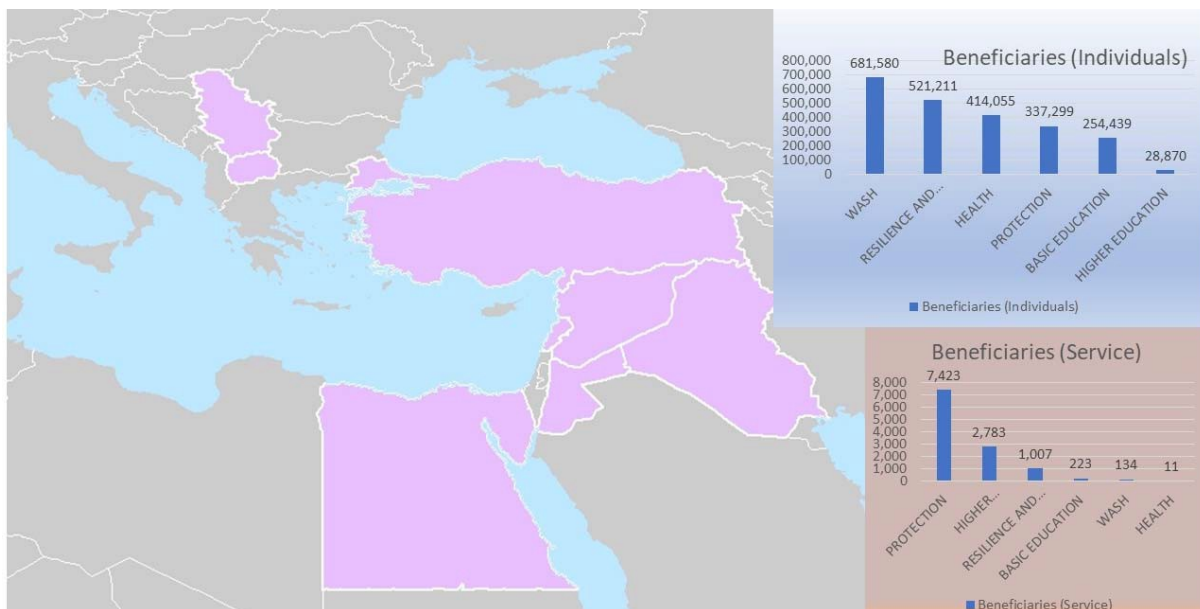 Beneficiaries (Individuals)
800,000
700,000
600,000
500,000
400,000
300,000
200,000
100,000
0
681,580
521,211
414,055
337,299
254,439
28,870
WASH
RESILIENCE AND...
HEALTH
PROTECTION
BASIC EDUCATION
HIGHER EDUCATION
Beneficiaries (Individuals)
Beneficiaries (Service)
8,000
7,000
6,000
5,000
4,000
3,000
2,000
1,000
0
7,423
2,783
1,007
223
134
11
PROTECTION
HIGHER...
RESILIENCE AND...
BASIC EDUCATION
WASH
HEALTH
Beneficiaries (Service)